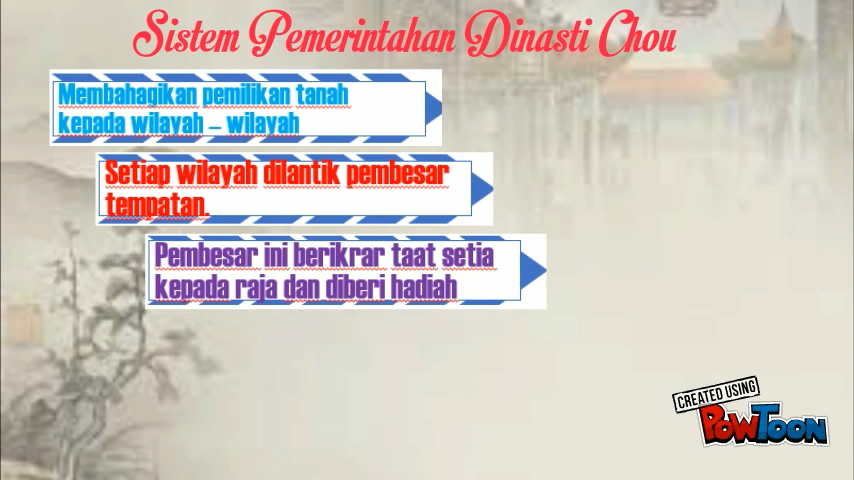 Sistem Pemerintahan Dinasti Chou
Membahagikan pemilikan tanah
kepada wilayah – wilayah
Setiap wilayah dilantik pembesar
tempatan.
Pembesar ini berikrar taat setia
kepada raja dan diberi hadiah
CREATED USING
POWTOON